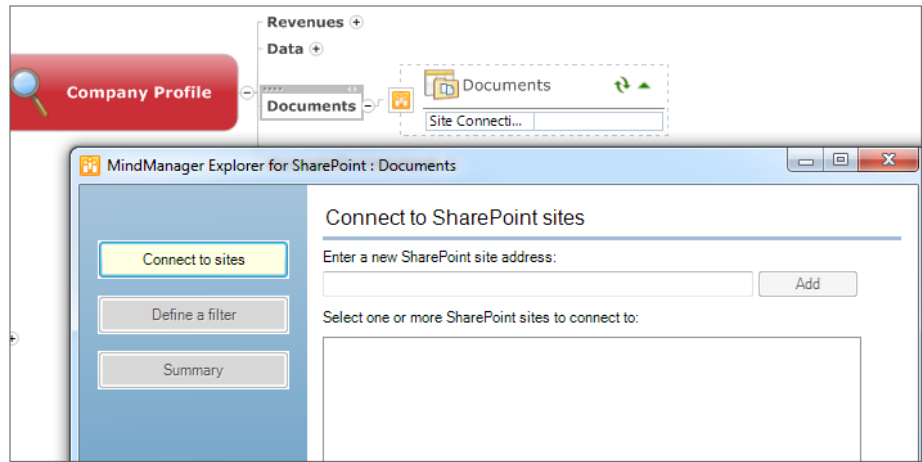 Revenues
Data
Company Profile
Documents
Documents
Site Connecti...
MindManager Explorer for SharePoint : Documents
Connect to SharePoint sites
Connect to sites
Enter a new SharePoint site address:
Add
Define a filter
Select one or more SharePoint sites to connect to:
Summary